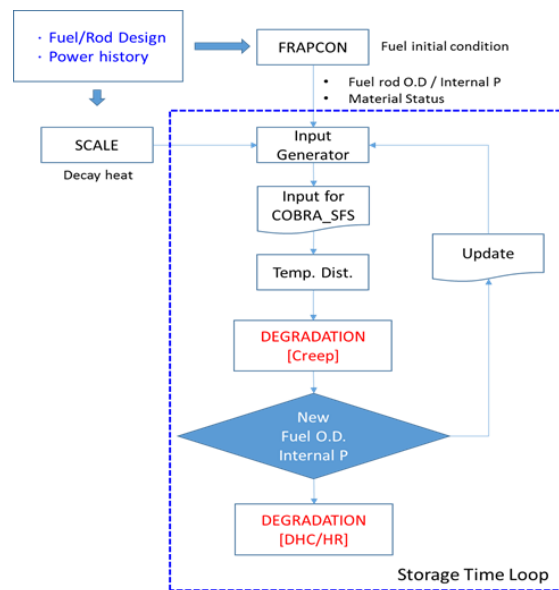 · Fuel/Rod Design
· Power history
FRAPCON
Fuel initial condition
• Fuel rod O.D / Internal P
• Material Status
SCALE
Decay heat
Input
Generator
Input for
COBRA_SFS
Update
Temp. Dist.
DEGRADATION
[Creep]
New
Fuel O.D.
Internal P
DEGRADATION
[DHC/HR]
Storage Time Loop